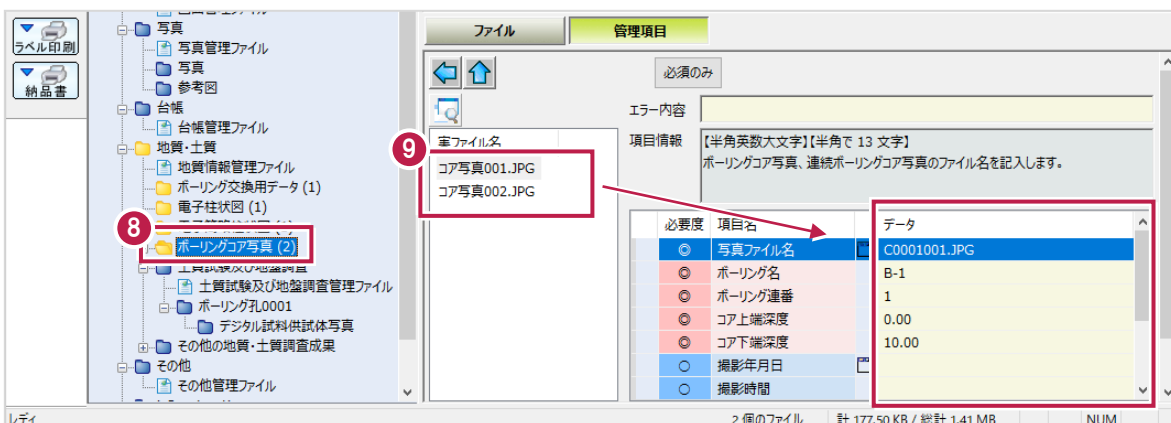 ラベル印刷
納品書
写真
写真管理ファイル
写真
参考図
台帳
台帳管理ファイル
地質・土質
地質情報管理ファイル
ボーリング交換用データ (1)
電子柱状図 (1)
8
ボーリングコア写真 (2)
土質試験及び地盤調査
土質試験及び地盤調査管理ファイル
ボーリング孔0001
デジタル試料供試体写真
その他の地質・土質調査成果
その他
その他管理ファイル
ファイル
管理項目
必須のみ
エラー内容
項目情報
【半角英数大文字】【半角で 13 文字】
ボーリングコア写真、連続ボーリングコア写真のファイル名を記入します。
9
実ファイル名
コア写真001.JPG
コア写真002.JPG
必要度 項目名 データ
◎ 写真ファイル名 C0001001.JPG
◎ ボーリング名 B-1
◎ ボーリング連番 1
◎ コア上端深度 0.00
◎ コア下端深度 10.00
○ 撮影年月日
○ 撮影時間
レディ
2 個のファイル 計 177.50 KB / 総計 1.41 MB NUM